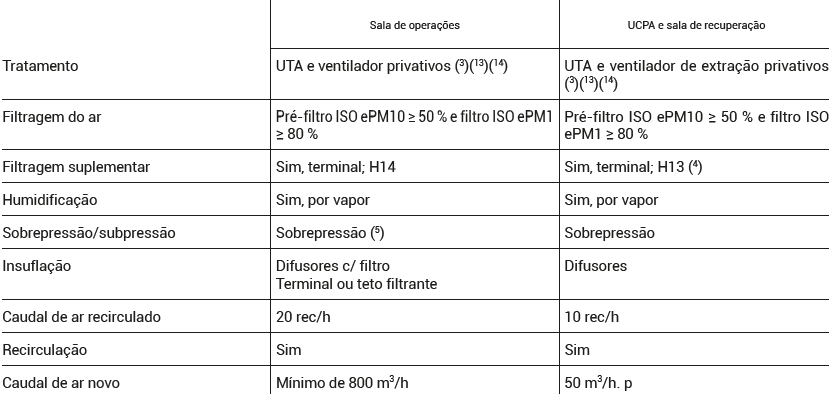 Sala de operações UCPA e sala de recuperação
Tratamento UTA e ventilador privativos (³)(¹³)(¹⁴) UTA e ventilador de extração privativos
(³)(¹³)(¹⁴)
Filtragem do ar Pré-filtro ISO ePM10 ≥ 50 % e filtro ISO ePM1 Pré-filtro ISO ePM10 ≥ 50 % e filtro ISO
≥ 80 % ePM1 ≥ 80 %
Filtragem suplementar Sim, terminal; H14 Sim, terminal; H13 (⁴)
Humidificação Sim, por vapor Sim, por vapor
Sobrepressão/subpressão Sobrepressão (⁵) Sobrepressão
Insuflação Difusores c/ filtro Difusores
Terminal ou teto filtrante
Caudal de ar recirculado 20 rec/h 10 rec/h
Recirculação Sim Sim
Caudal de ar novo Mínimo de 800 m³/h 50 m³/h. p